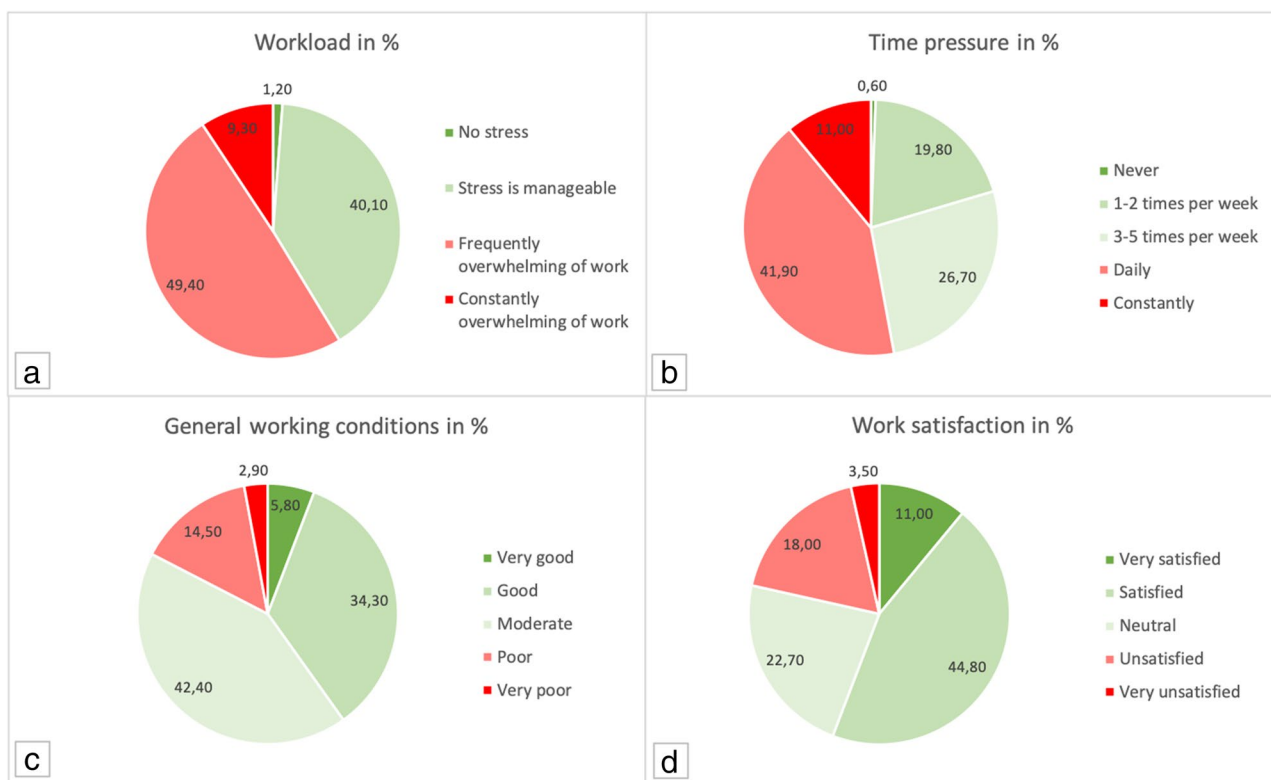 Workload in %
1,20
9,30
40,10
49,40
No stress
Stress is manageable
Frequently
overwhelming of work
Constantly
overwhelming of work
a
Time pressure in %
0,60
11,00
19,80
41,90
26,70
Never
1-2 times per week
3-5 times per week
Daily
Constantly
b
General working conditions in %
2,90
5,80
14,50
34,30
42,40
Very good
Good
Moderate
Poor
Very poor
c
Work satisfaction in %
3,50
11,00
18,00
22,70
44,80
Very satisfied
Satisfied
Neutral
Unsatisfied
Very unsatisfied
d